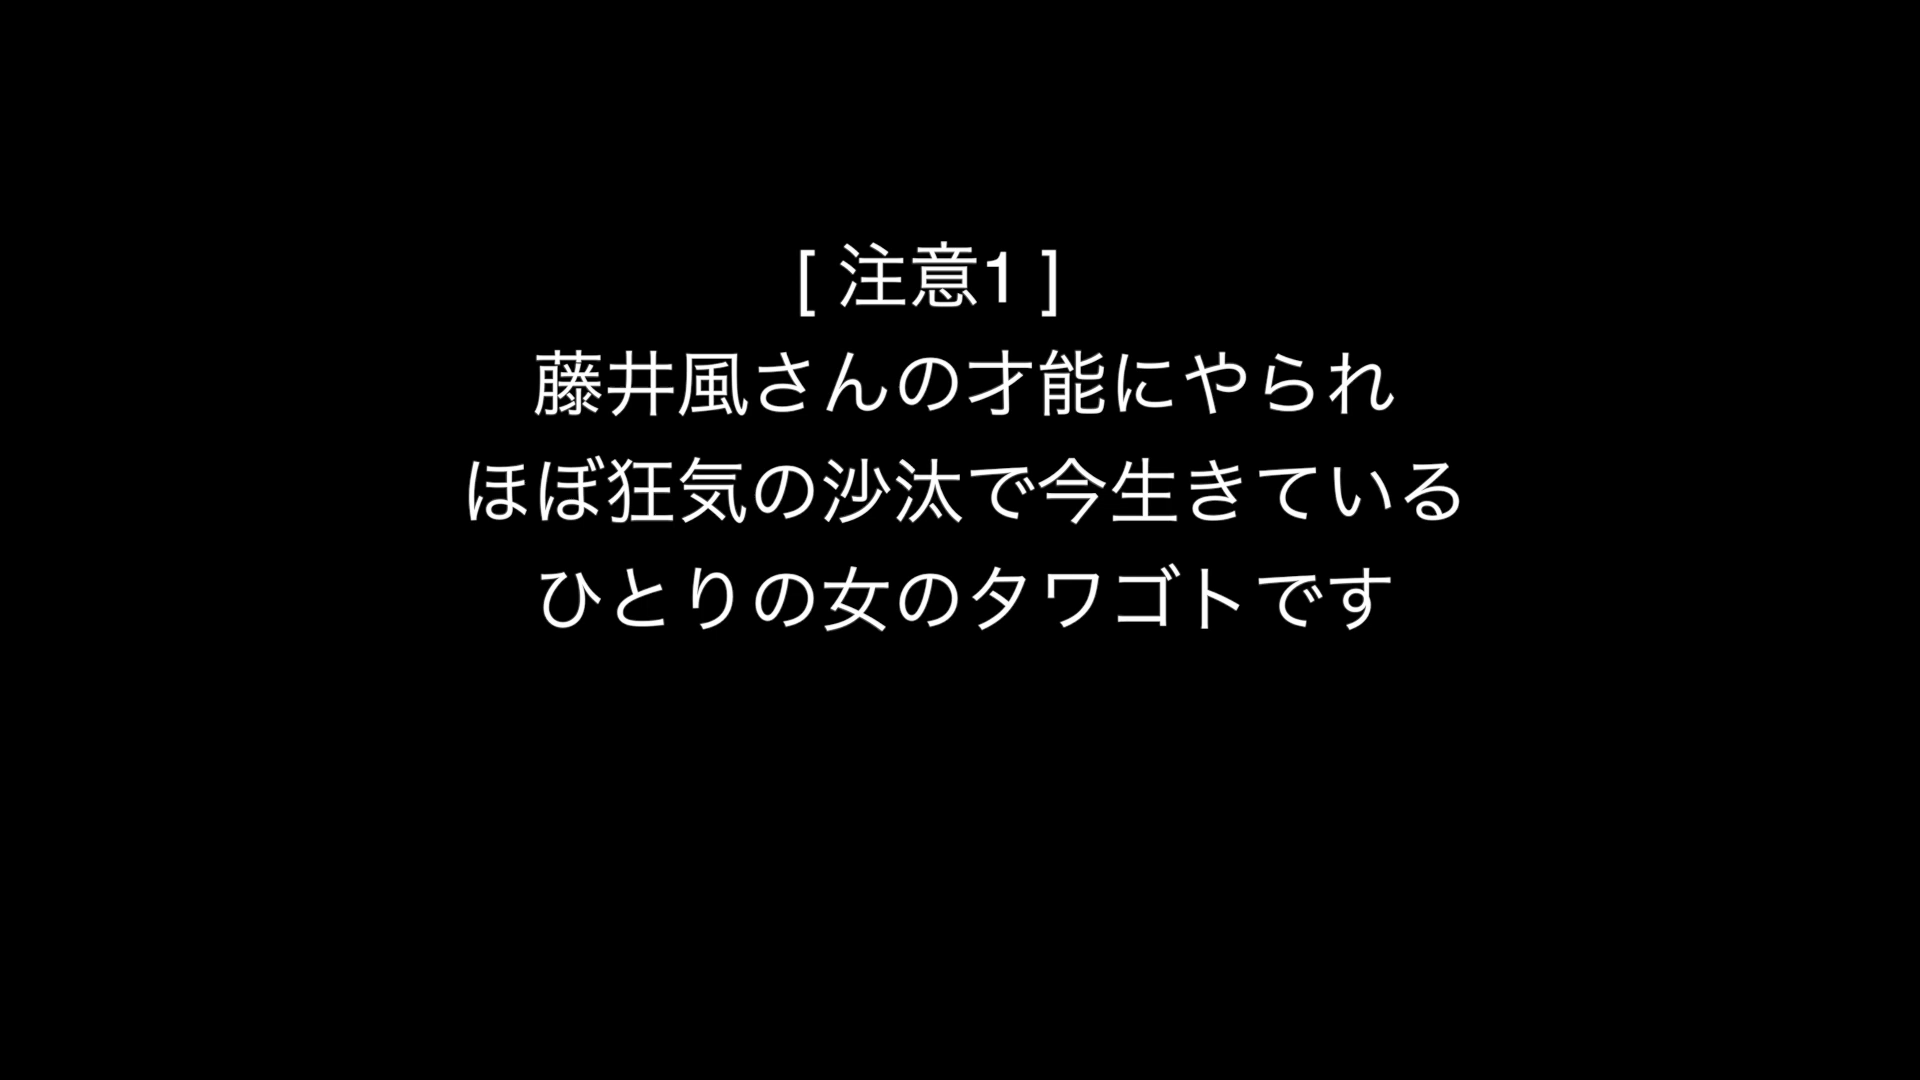 [ 注意1 ]
藤井風さんの才能にやられ
ほぼ狂気の沙汰で今生きている
ひとりの女のタワゴトです